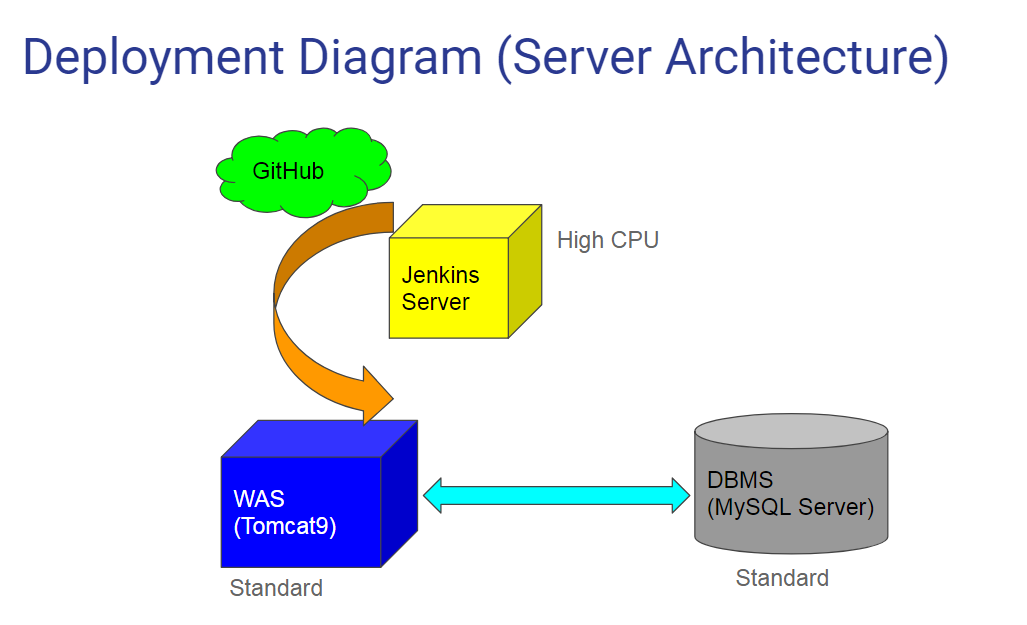 Deployment Diagram (Server Architecture)
GitHub
High CPU
Jenkins
Server
WAS
(Tomcat9)
Standard
DBMS
(MySQL Server)
Standard